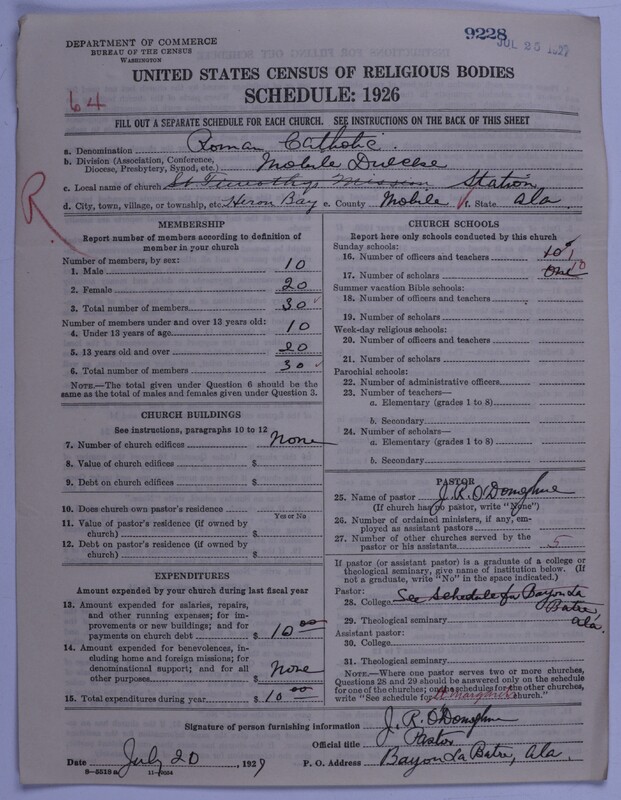 9228
JUL 25 1927
DEPARTMENT OF COMMERCE
BUREAU OF THE CENSUS
WASHINGTON
UNITED STATES CENSUS OF RELIGIOUS BODIES
SCHEDULE: 1926
64
FILL OUT A SEPARATE SCHEDULE FOR EACH CHURCH. SEE INSTRUCTIONS ON THE BACK OF THIS SHEET
a. Denomination Roman Catholic.
b. Division (Association, Conference, Diocese, Presbytery, Synod, etc.) Mobile Diocese
c. Local name of church St Timothy's Mission Station
d. City, town, village, or township, etc. Heron Bay e. County Mobile f. State Ala.
R
MEMBERSHIP
Report number of members according to definition of
member in your church
Number of members, by sex:
1. Male 10
2. Female 20
3. Total number of members 30
Number of members under and over 13 years old:
4. Under 13 years of age 10
5. 13 years old and over 20
6. Total number of members 30
NOTE.—The total given under Question 6 should be
same as the total of males and females given under Question 3.
CHURCH BUILDINGS
See instructions, paragraphs 10 to 12
7. Number of church edifices None
8. Value of church edifices $
9. Debt on church edifices $
10. Does church own pastor's residence
Yes or No
11. Value of pastor's residence (if owned by
church) $
12. Debt on pastor's residence (if owned by
church) $
EXPENDITURES
Amount expended by your church during last fiscal year
13. Amount expended for salaries, repairs,
and other running expenses; for im-
provements or new buildings; and for
payments on church debt $ 10 00
14. Amount expended for benevolences, in-
cluding home and foreign missions; for
denominational support; and for all
other purposes $ None
15. Total expenditures during year $ 10 00
CHURCH SCHOOLS
Report here only schools conducted by this church
Sunday schools:
16. Number of officers and teachers 10 1
17. Number of scholars one 10
Summer vacation Bible schools:
18. Number of officers and teachers
19. Number of scholars
Week-day religious schools:
20. Number of officers and teachers
21. Number of scholars
Parochial schools:
22. Number of administrative officers
23. Number of teachers—
a. Elementary (grades 1 to 8)
b. Secondary
24. Number of scholars—
a. Elementary (grades 1 to 8)
b. Secondary
PASTOR
25. Name of pastor J. R. O'Donoghue
(If church has no pastor, write "None")
26. Number of ordained ministers, if any, em-
ployed as assistant pastors
27. Number of other churches served by the
pastor or his assistants 5
If pastor (or assistant pastor) is a graduate of a college or
theological seminary, give name of institution below. (If
not a graduate, write "No" in the space indicated.)
Pastor:
28. College See schedule for Bayou La Batre, Ala.
29. Theological seminary
Assistant pastor:
30. College
31. Theological seminary
NOTE.—Where one pastor serves two or more churches,
Questions 28 and 29 should be answered only on the schedule
for one of the churches; on schedules for the other churches,
write "See schedule for St Margaret's church."
Signature of person furnishing information J. R. O'Donoghue
Official title Pastor
Date July 20, 1927 P. O. Address Bayou La Batre, Ala.
8—5519a 11—9054